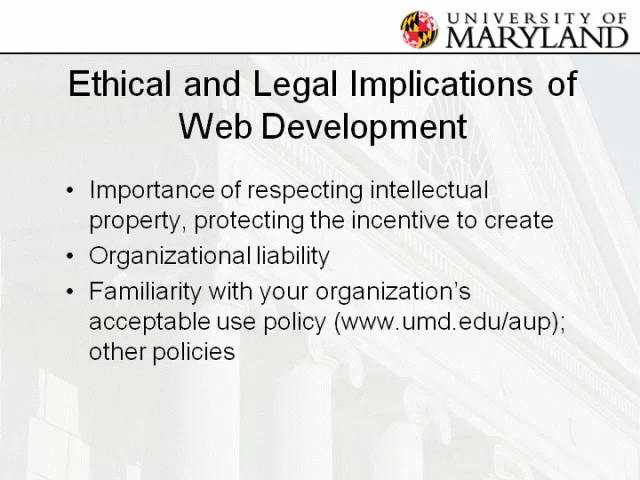 UNIVERSITY OF
MARYLAND
Ethical and Legal Implications of
Web Development
• Importance of respecting intellectual
property, protecting the incentive to create
• Organizational liability
• Familiarity with your organization's
acceptable use policy (www.umd.edu/aup);
other policies